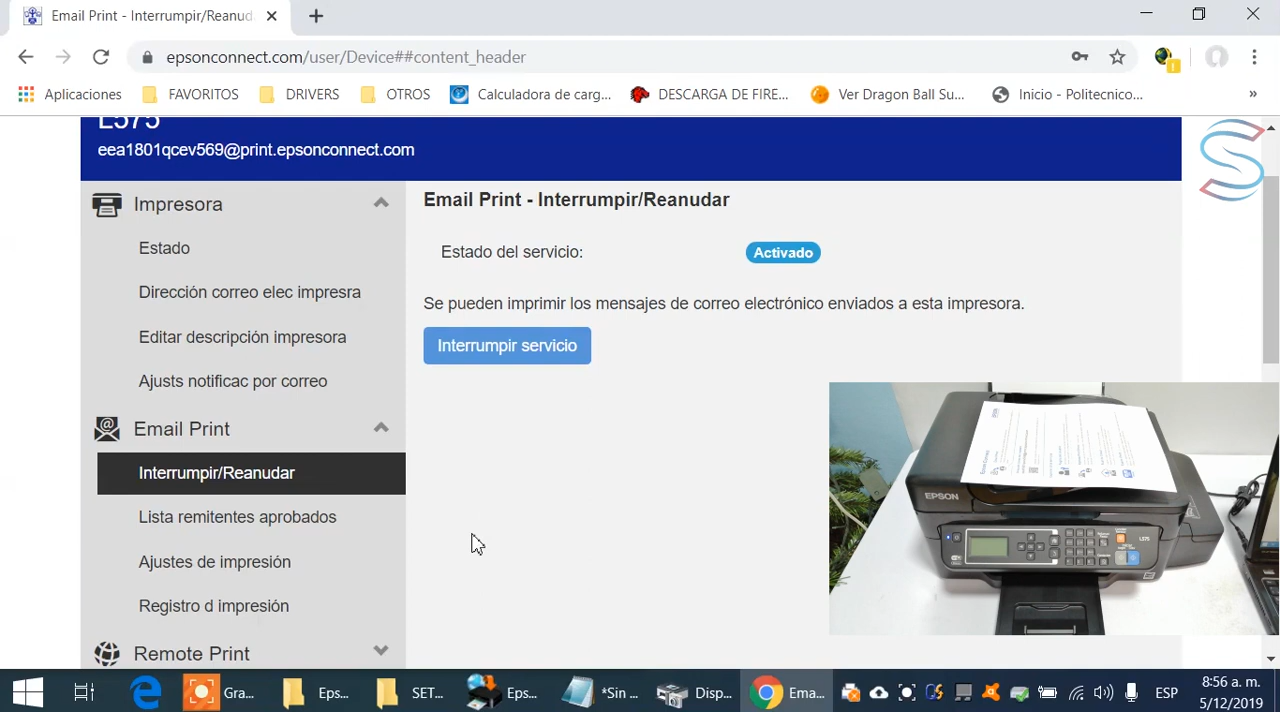 Email Print - Interrumpir/Reanud
epsonconnect.com/user/Device##content_header
Aplicaciones
FAVORITOS
DRIVERS
OTROS
Calculadora de carg...
DESCARGA DE FIRE...
Ver Dragon Ball Su...
Inicio - Politecnico...
»
L575
eea1801qcev569@print.epsonconnect.com
Impresora
Estado
Dirección correo elec impresra
Editar descripción impresora
Ajusts notificac por correo
Email Print
Interrumpir/Reanudar
Lista remitentes aprobados
Ajustes de impresión
Registro d impresión
Remote Print
Email Print - Interrumpir/Reanudar
Estado del servicio:
Activado
Se pueden imprimir los mensajes de correo electrónico enviados a esta impresora.
Interrumpir servicio
S
EPSON
L575
Gra...
Eps...
SET...
Eps...
*Sin ...
Disp...
Ema...
ESP
8:56 a. m.
5/12/2019